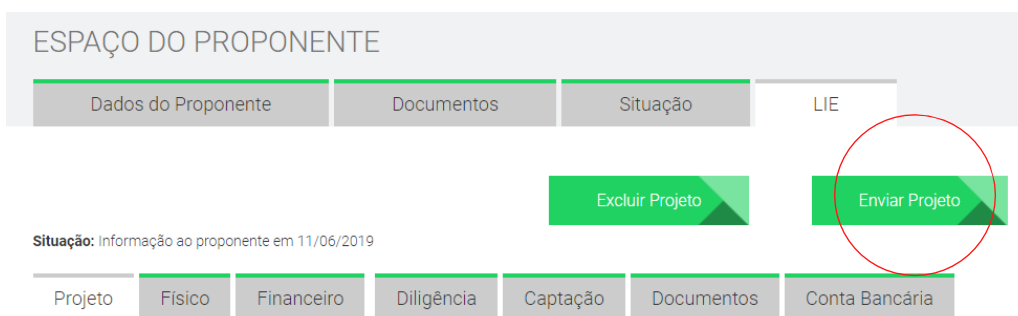 ESPAÇO DO PROPONENTE
Dados do Proponente Documentos Situação LIE
Excluir Projeto Enviar Projeto
Situação: Informação ao proponente em 11/06/2019
Projeto Físico Financeiro Diligência Captação Documentos Conta Bancária